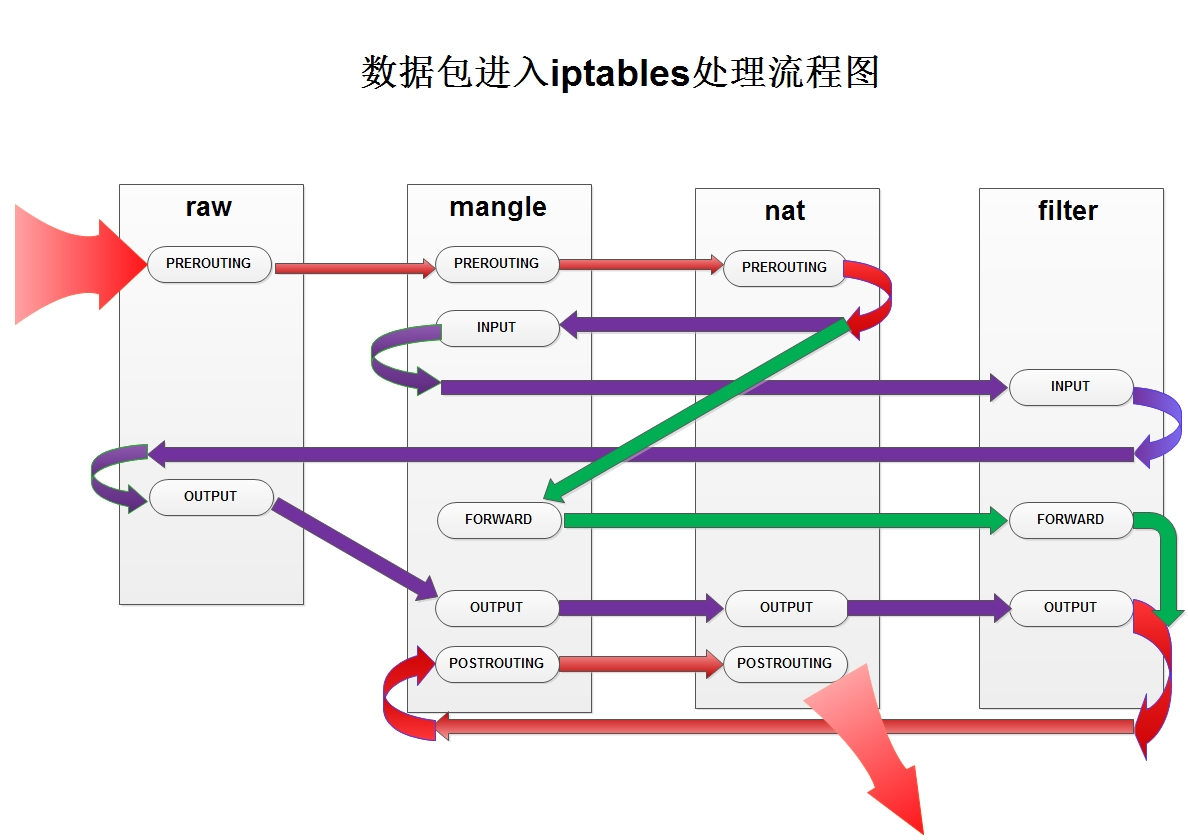 数据包进入iptables处理流程图
raw
mangle
nat
filter
PREROUTING
PREROUTING
PREROUTING
INPUT
INPUT
OUTPUT
FORWARD
FORWARD
OUTPUT
OUTPUT
OUTPUT
POSTROUTING
POSTROUTING